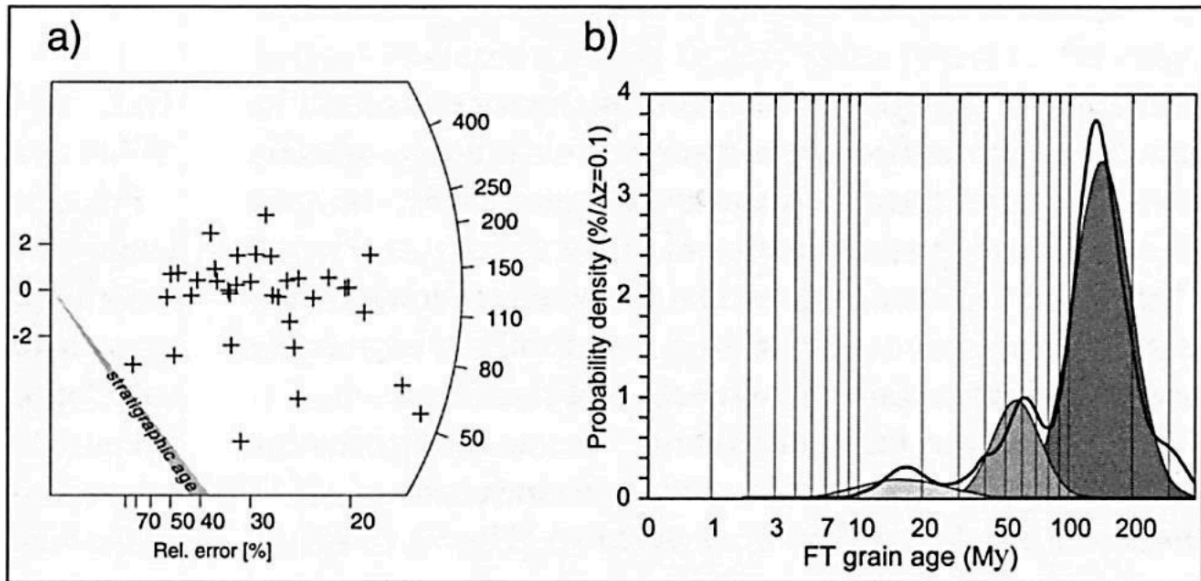 a)
400
250
200
150
110
80
50
2
0
-2
stratigraphic age
70 50 40 30 20
Rel. error [%]
b)
Probability density (%/Δz=0.1)
4
3
2
1
0
0 1 3 7 10 20 50 100 200
FT grain age (My)